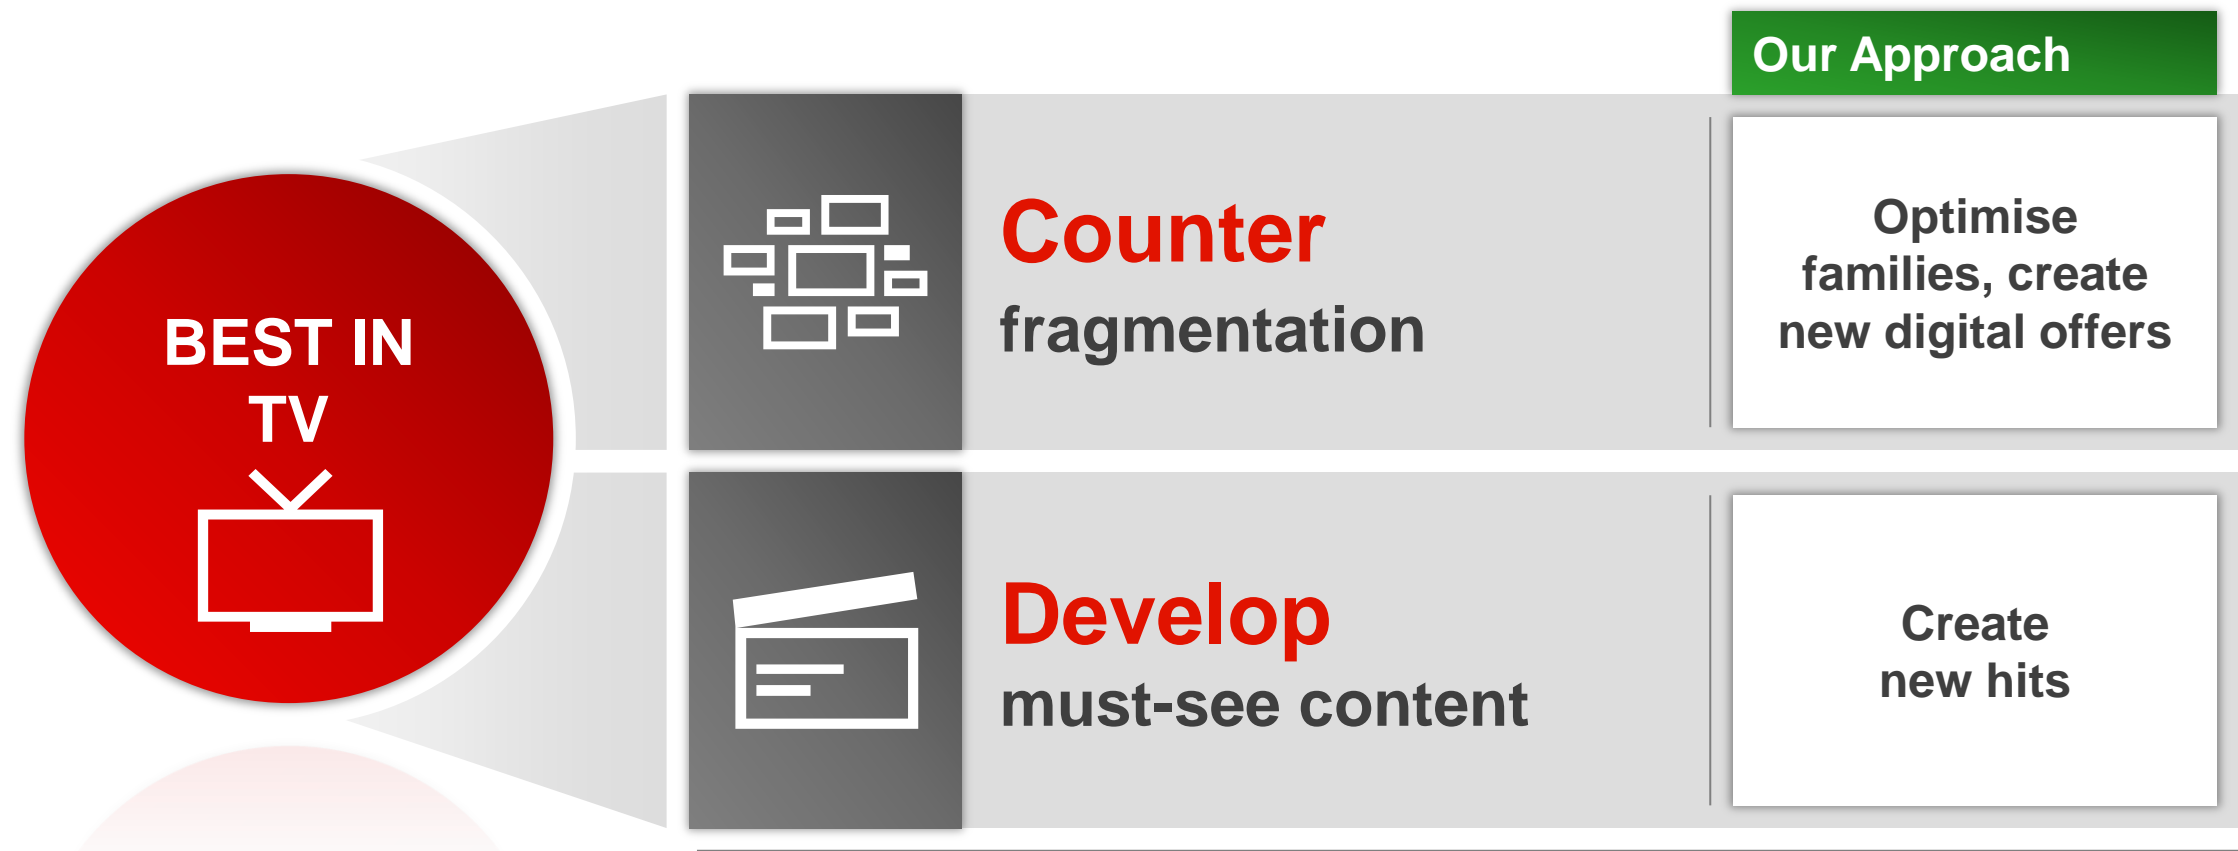 Our Approach
BEST IN
TV
Counter
fragmentation
Optimise
families, create
new digital offers
Develop
must-see content
Create
new hits